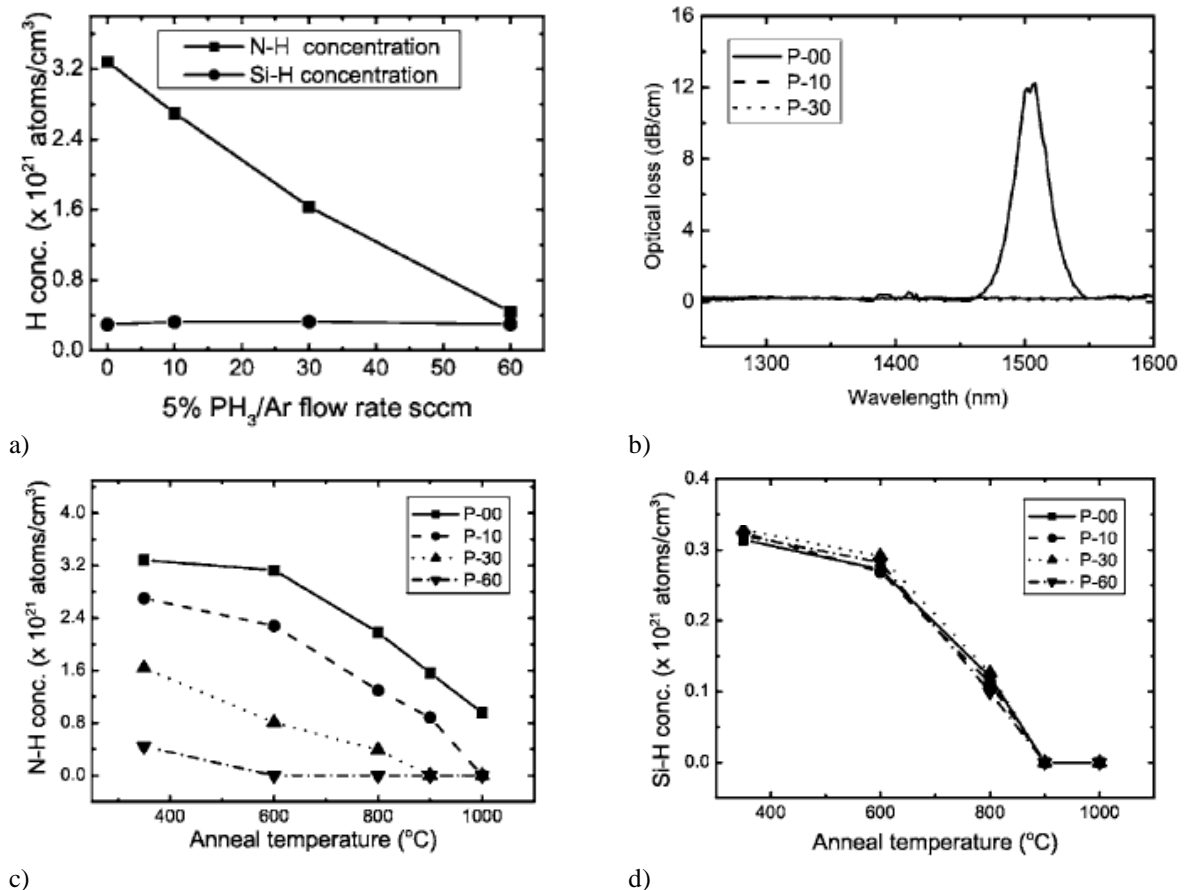 N-H concentration
Si-H concentration
H conc. (x 10²¹ atoms/cm³)
3.2
2.4
1.6
0.8
0.0
0 10 20 30 40 50 60
5% PH₃/Ar flow rate sccm
a)
P-00
P-10
P-30
Optical loss (dB/cm)
16
12
8
4
0
1300 1400 1500 1600
Wavelength (nm)
b)
P-00
P-10
P-30
P-60
N-H conc. (x 10²¹ atoms/cm³)
4.0
3.2
2.4
1.6
0.8
0.0
400 600 800 1000
Anneal temperature (°C)
c)
P-00
P-10
P-30
P-60
Si-H conc. (x 10²¹ atoms/cm³)
0.4
0.3
0.2
0.1
0.0
400 600 800 1000
Anneal temperature (°C)
d)